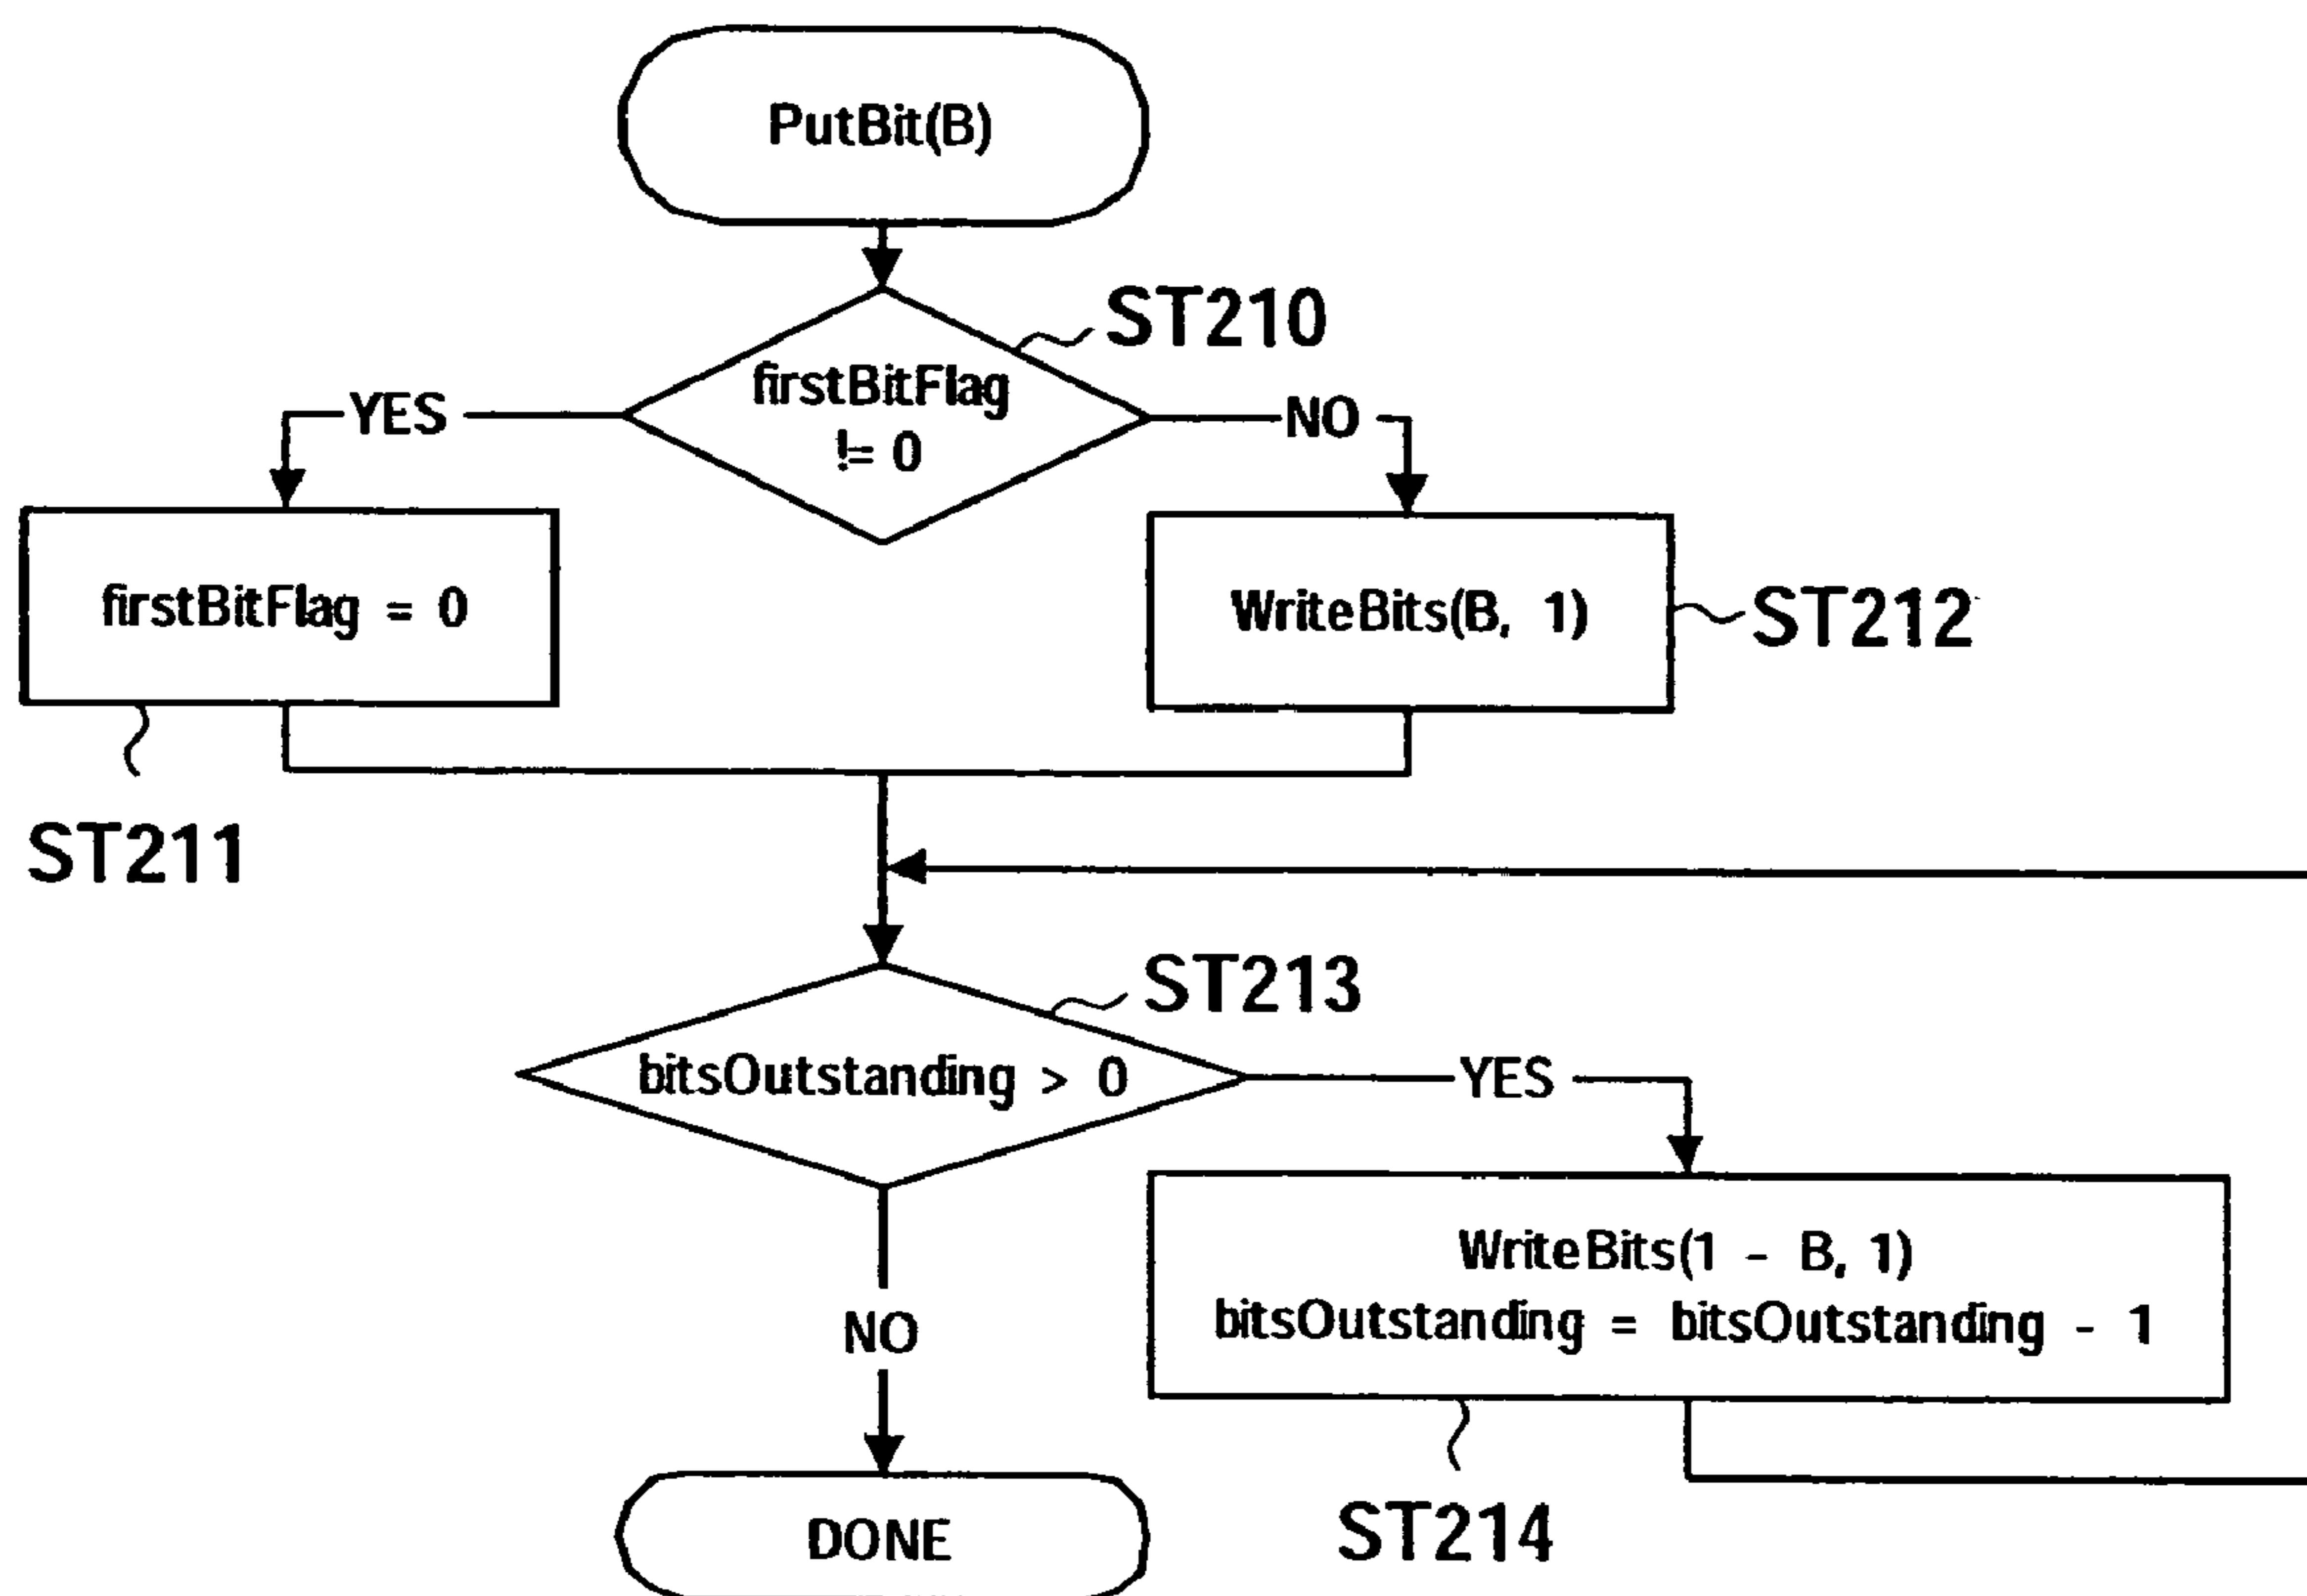 PutBit(B)
ST210
firstBitFlag
!= 0
YES
NO
firstBitFlag = 0
WriteBits(B, 1)
ST212
ST211
ST213
bitsOutstanding > 0
YES
WriteBits(1 - B, 1)
bitsOutstanding = bitsOutstanding - 1
NO
ST214
DONE